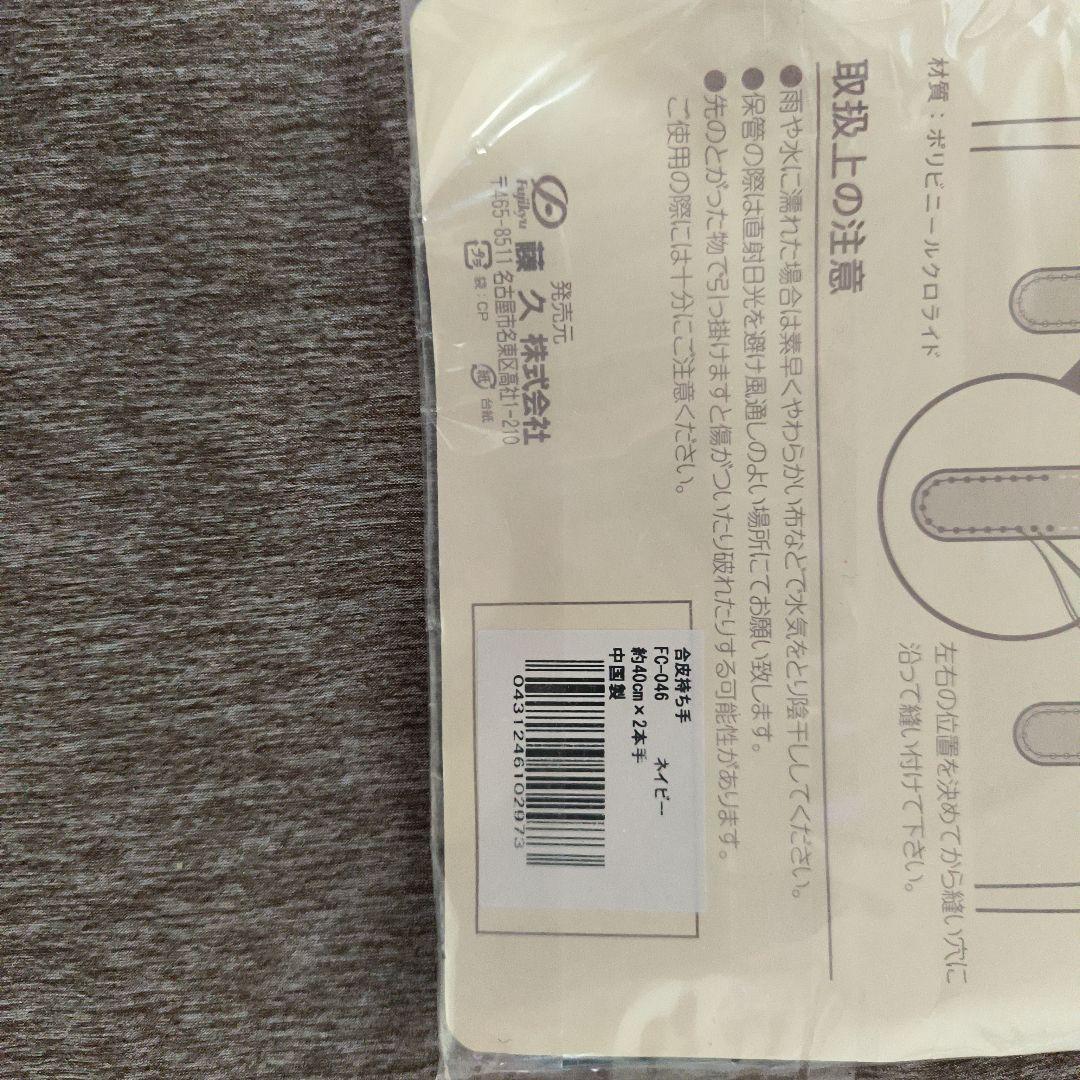 左右の位置を決めてから縫い穴に
沿って縫い付けて下さい。
材質：ポリビニールクロライド
取扱上の注意
●雨や水に濡れた場合は素早くやわらかい布などで水気をとり陰干ししてください。
●保管の際は直射日光を避け風通しのよい場所にてお願い致します。
●先のとがった物で引っ掛けますと傷がついたり破れたりする可能性があります。
ご使用の際には十分にご注意ください。
発売元
Fujikyu
藤久株式会社
〒465-8511 名古屋市名東区高社1-210
プラ
袋：CP
紙
台紙
合皮持ち手
FC-046 ネイビー
約40cm×2本手
中国製
0431246102973